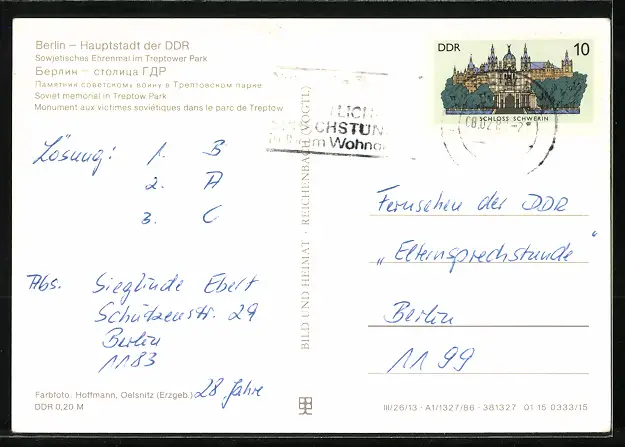 Berlin – Hauptstadt der DDR
Sowjetisches Ehrenmal im Treptower Park
Берлин – столица ГДР
Памятник советскому воину в Трептовском парке
Soviet memorial in Treptow Park
Monument aux victimes soviétiques dans le parc de Treptow
DDR 10
SCHLOSS SCHWERIN
Lösung: 1. B
2. A
3. C
Abs. Sieglinde Ebert
Schützenstr. 29
Berlin
1183
28 Jahre
Farbfoto: Hoffmann, Oelsnitz (Erzgeb.)
DDR 0,20 M
BILD UND HEIMAT · REICHENBACH (VOGTL)
Fernsehen der DDR
„Elternsprechstunde“
Berlin
1199
III/26/13 · A1/1327/86 · 381327 01 15 0333/15